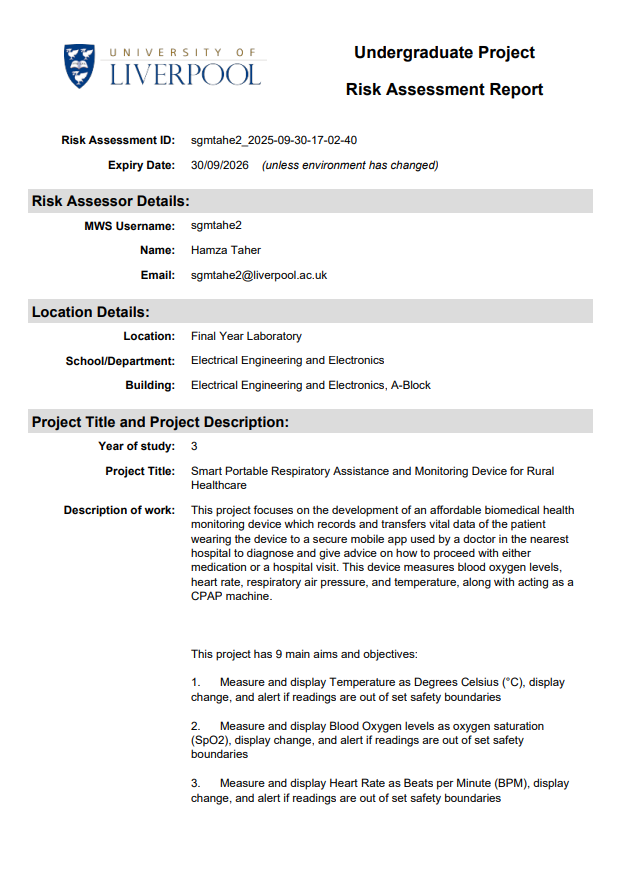 UNIVERSITY OF
LIVERPOOL
Undergraduate Project
Risk Assessment Report
Risk Assessment ID: sgmtahe2_2025-09-30-17-02-40
Expiry Date: 30/09/2026 (unless environment has changed)
Risk Assessor Details:
MWS Username: sgmtahe2
Name: Hamza Taher
Email: sgmtahe2@liverpool.ac.uk
Location Details:
Location: Final Year Laboratory
School/Department: Electrical Engineering and Electronics
Building: Electrical Engineering and Electronics, A-Block
Project Title and Project Description:
Year of study: 3
Project Title: Smart Portable Respiratory Assistance and Monitoring Device for Rural
Healthcare
Description of work: This project focuses on the development of an affordable biomedical health
monitoring device which records and transfers vital data of the patient
wearing the device to a secure mobile app used by a doctor in the nearest
hospital to diagnose and give advice on how to proceed with either
medication or a hospital visit. This device measures blood oxygen levels,
heart rate, respiratory air pressure, and temperature, along with acting as a
CPAP machine.
This project has 9 main aims and objectives:
1. Measure and display Temperature as Degrees Celsius (°C), display
change, and alert if readings are out of set safety boundaries
2. Measure and display Blood Oxygen levels as oxygen saturation
(SpO2), display change, and alert if readings are out of set safety
boundaries
3. Measure and display Heart Rate as Beats per Minute (BPM), display
change, and alert if readings are out of set safety boundaries